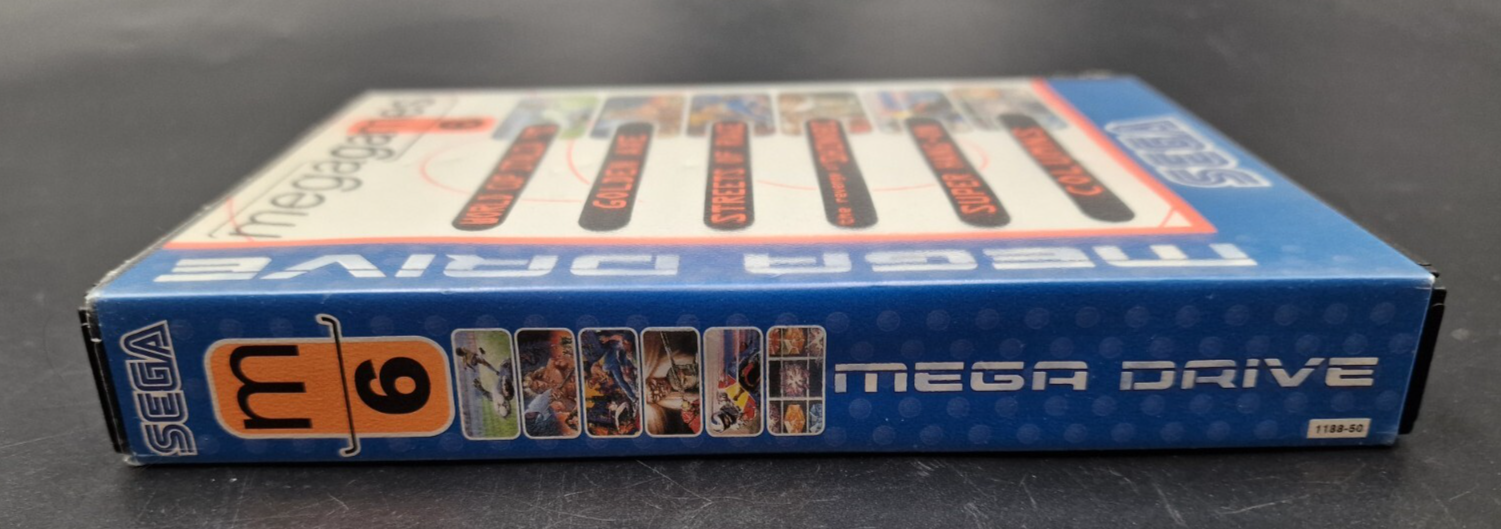 megagames
6
WORLD CUP ITALIA '90
GOLDEN AXE
STREETS OF RAGE
the revenge of SHINOBI
SUPER HANG-ON
COLUMNS
SEGA
MEGA DRIVE
SEGA
m
6
MEGA DRIVE
1188-50